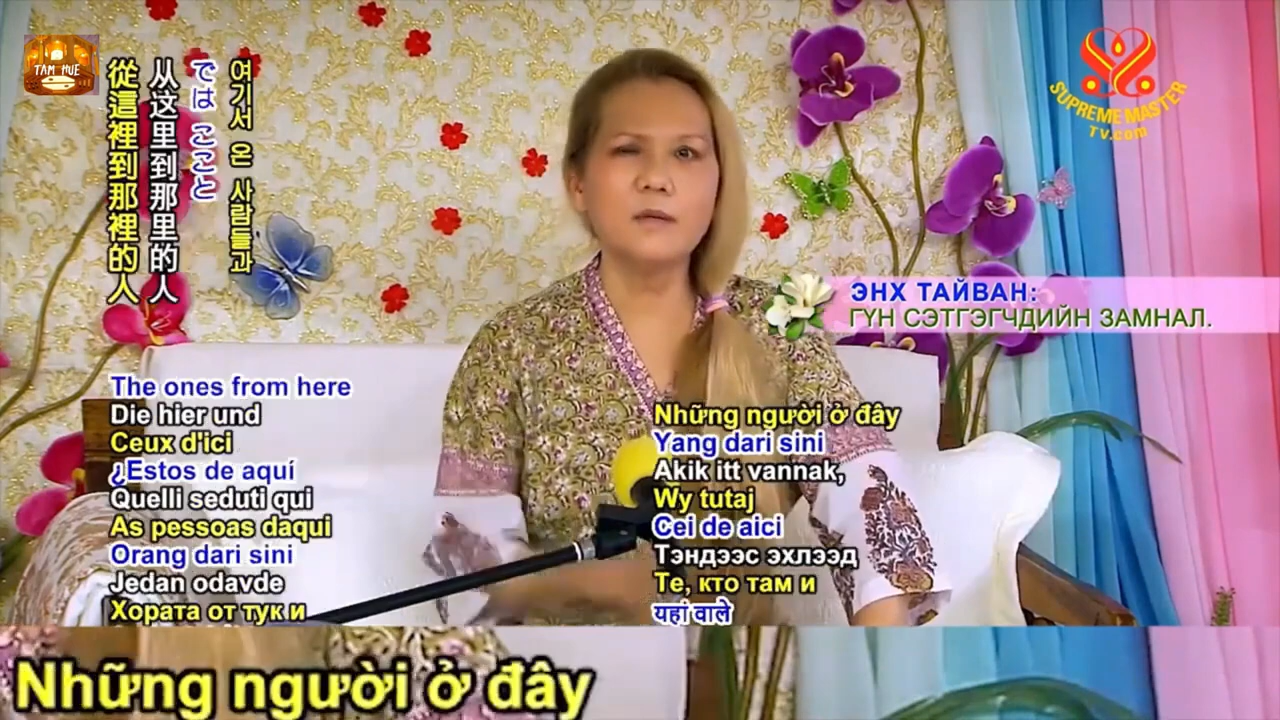 TAM HUE
從這裡到那裡的人
从这里到那里的人
では こことと
여기서 온 사람들과
SUPREME MASTER
TV.com
ЭНХ ТАЙВАН:
ГҮН СЭТГЭГЧДИЙН ЗАМНАЛ.
The ones from here
Die hier und
Ceux d'ici
¿Estos de aquí
Quelli seduti qui
As pessoas daqui
Orang dari sini
Jedan odavde
Хората от тук и
Những người ở đây
Yang dari sini
Akik itt vannak,
Wy tutaj
Cei de aici
Тэндээс эхлээд
Те, кто там и
यहां वाले
Những người ở đây